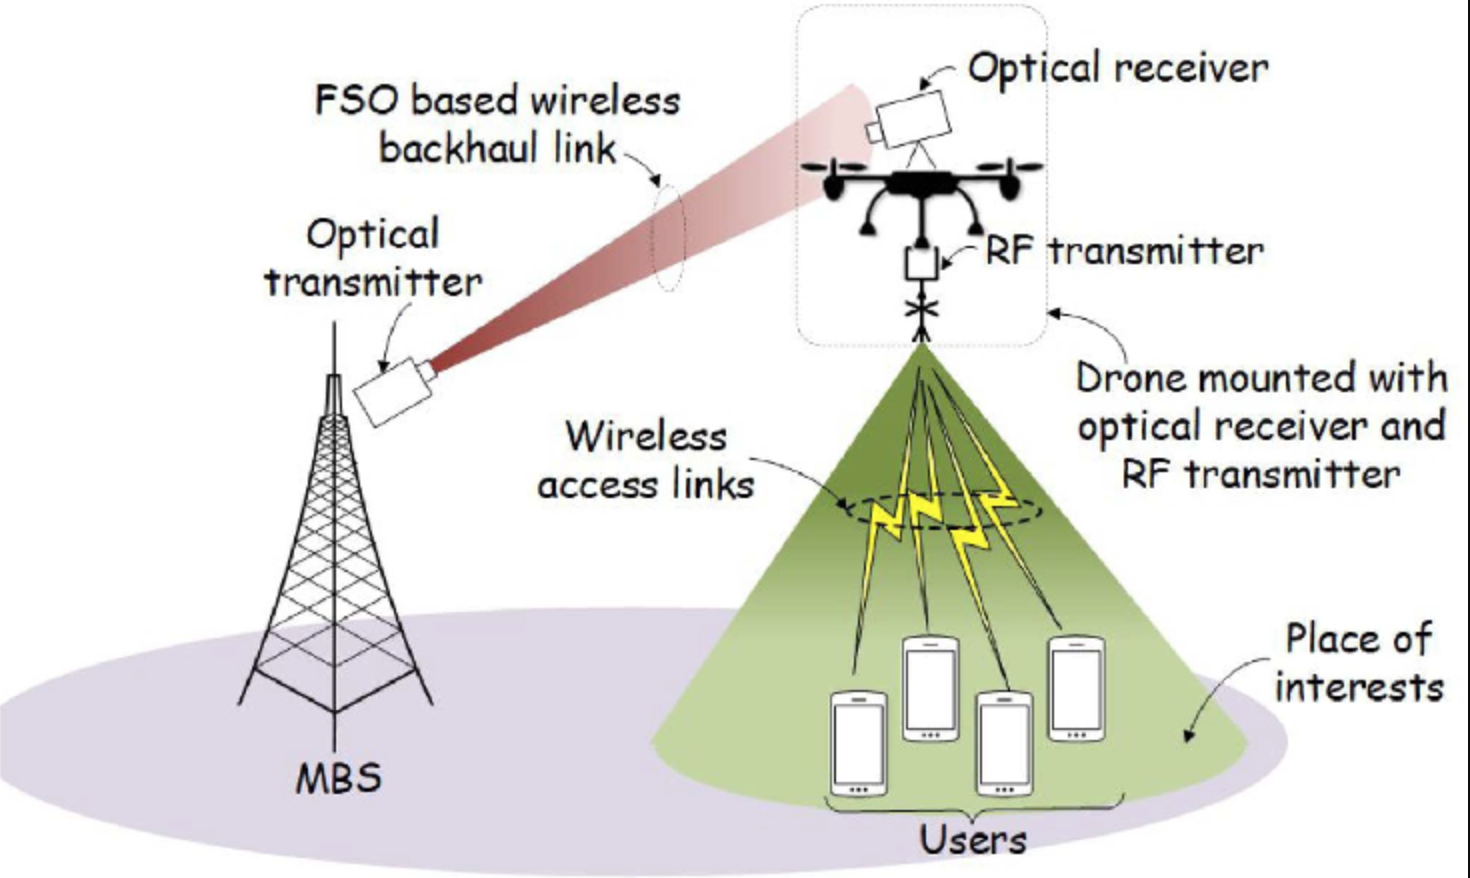 Optical receiver
FSO based wireless
backhaul link
Optical
transmitter
RF transmitter
Drone mounted with
optical receiver and
RF transmitter
Wireless
access links
Place of
interests
MBS
Users